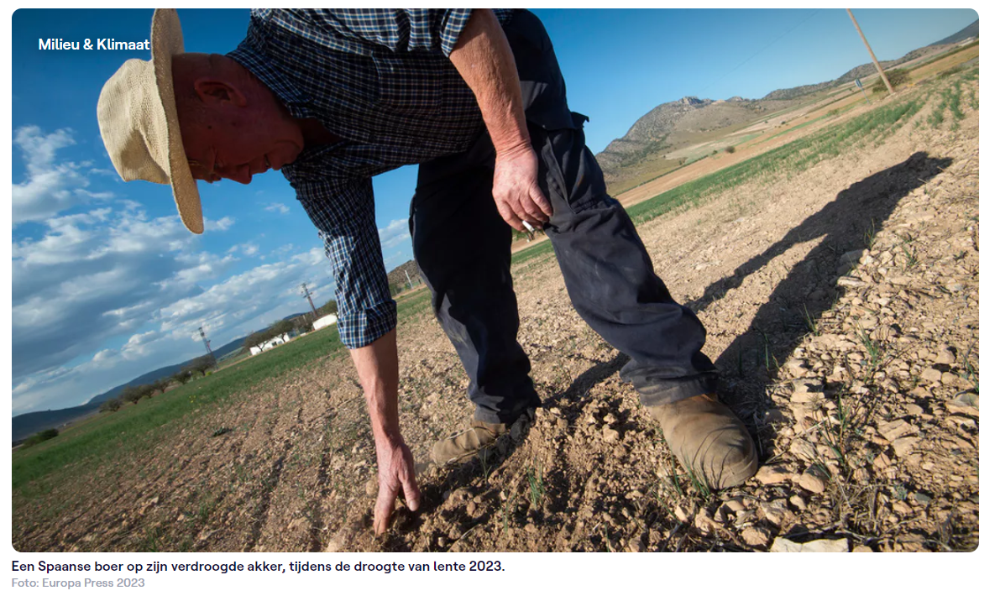 Milieu & Klimaat
Een Spaanse boer op zijn verdroogde akker, tijdens de droogte van lente 2023.
Foto: Europa Press 2023